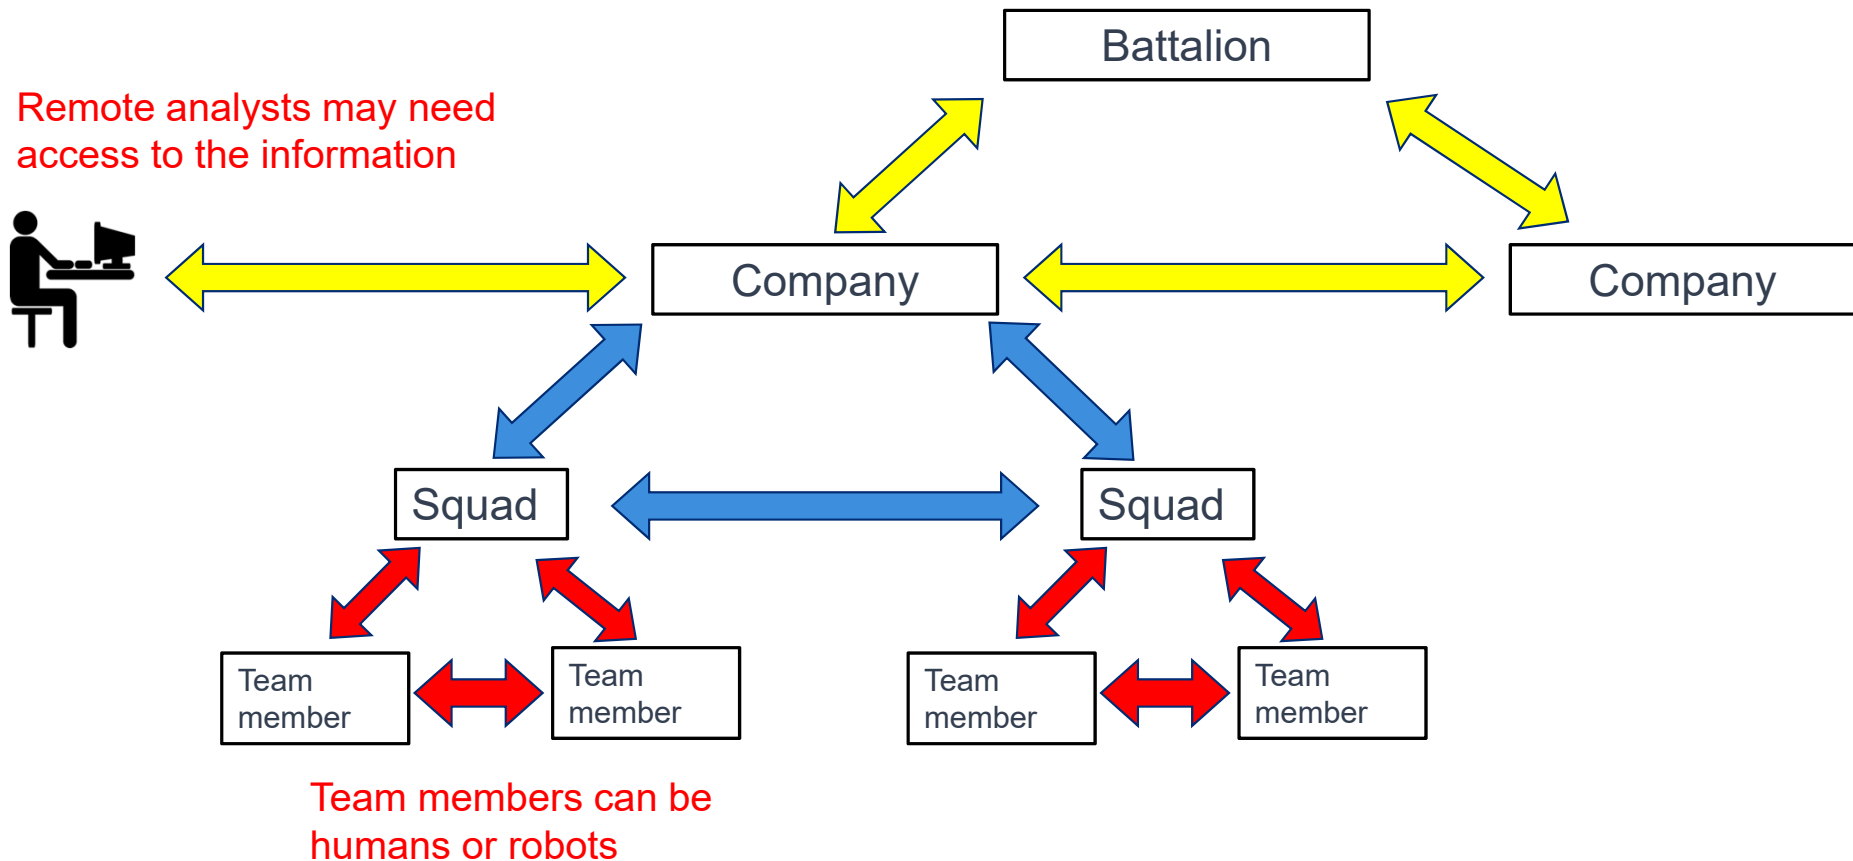 Battalion
Remote analysts may need
access to the information
Company
Company
Squad
Squad
Team
member
Team
member
Team
member
Team
member
Team members can be
humans or robots